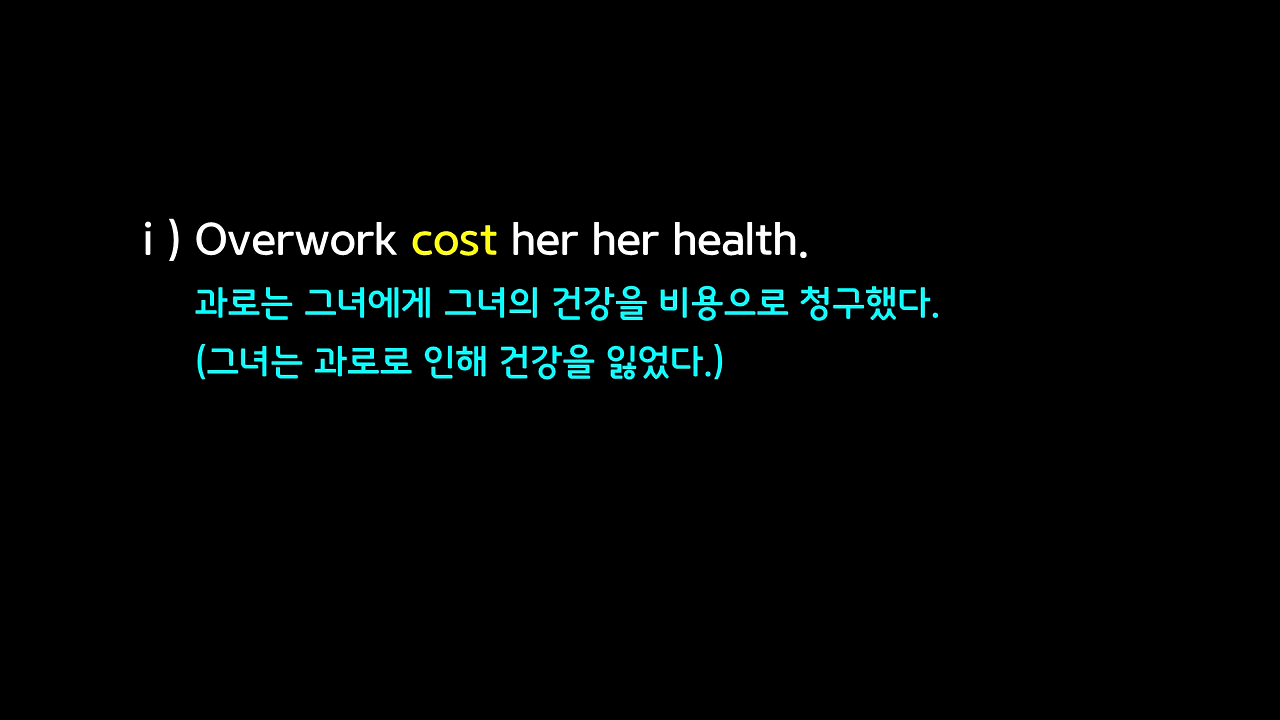 i ) Overwork cost her her health.
과로는 그녀에게 그녀의 건강을 비용으로 청구했다.
(그녀는 과로로 인해 건강을 잃었다.)